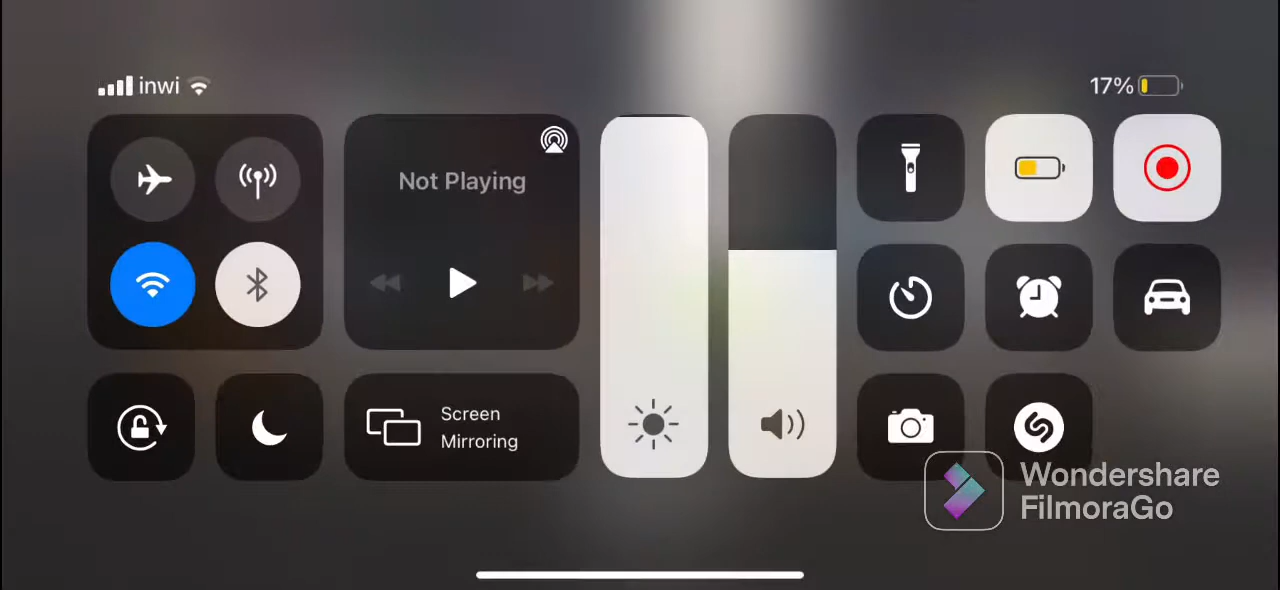 inwi
17%
Not Playing
Screen
Mirroring
Wondershare
FilmoraGo